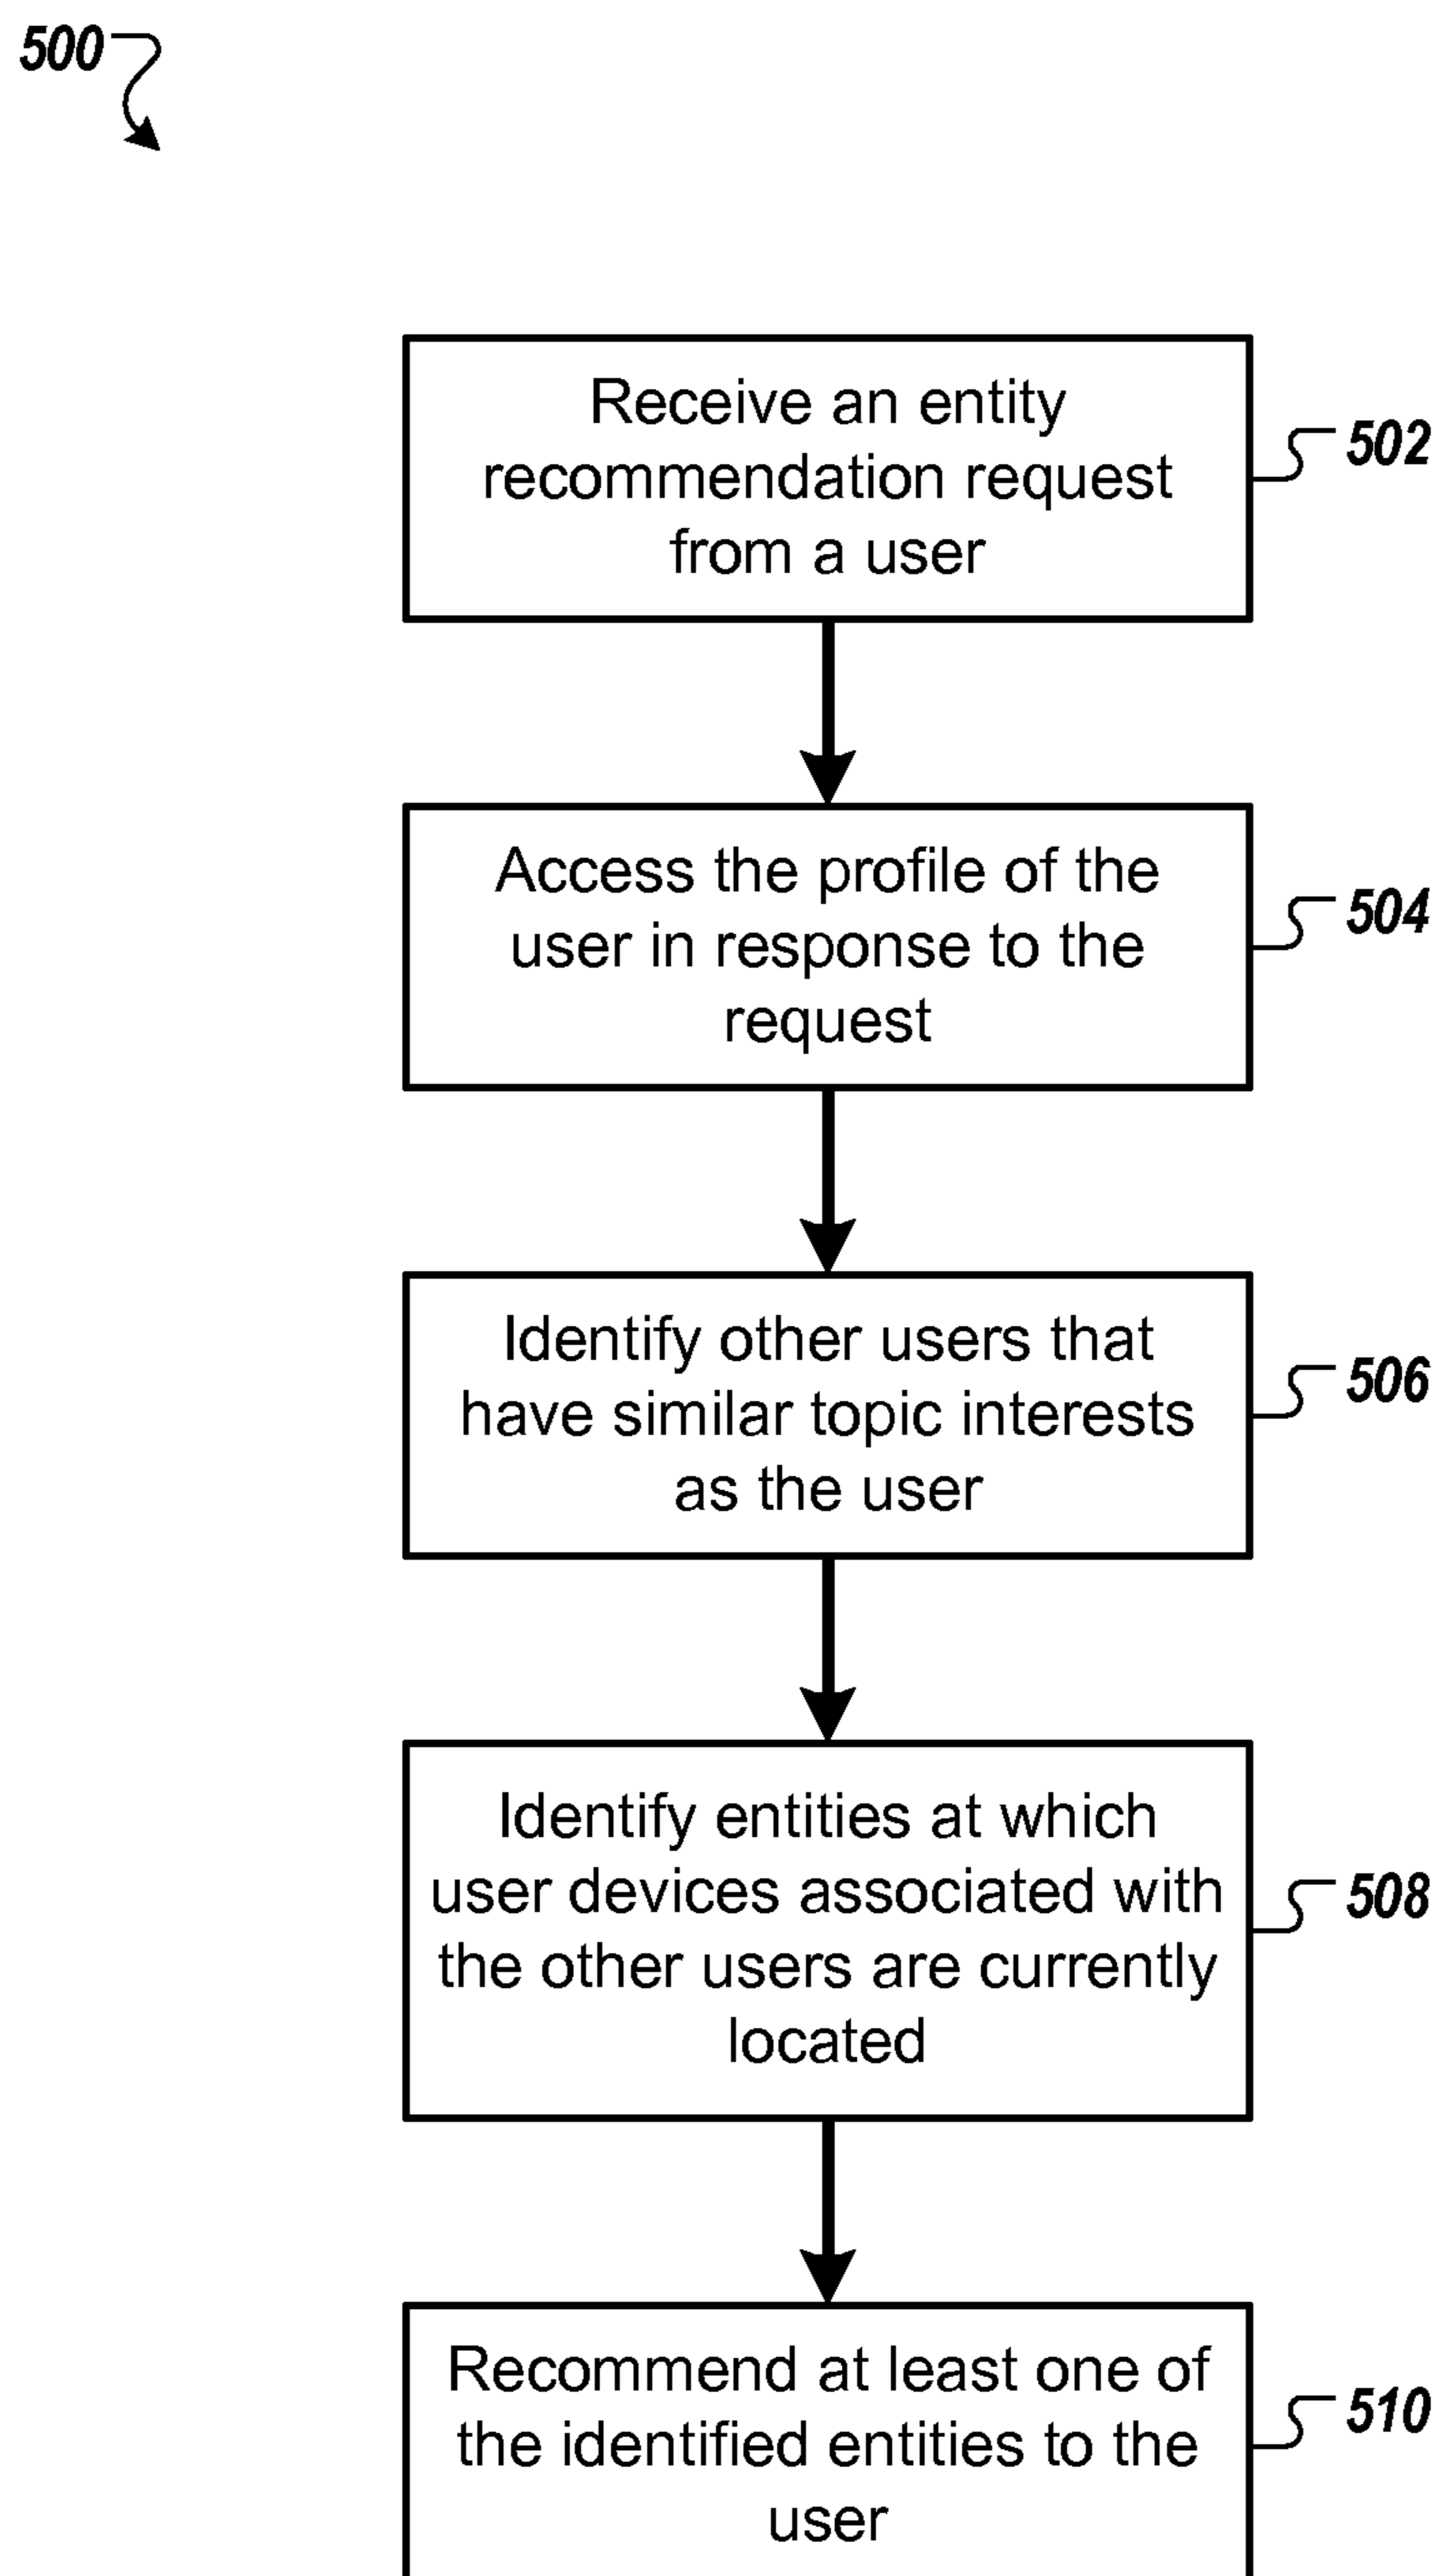 500
Receive an entity
recommendation request
from a user
502
Access the profile of the
user in response to the
request
504
Identify other users that
have similar topic interests
as the user
506
Identify entities at which
user devices associated with
the other users are currently
located
508
Recommend at least one of
the identified entities to the
user
510